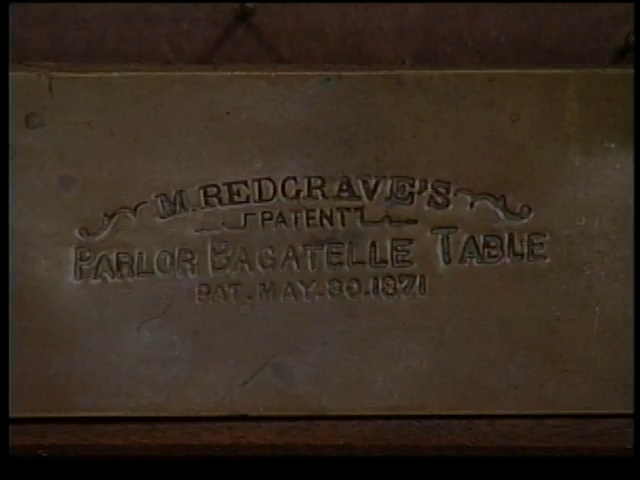 M. REDGRAVE'S
PATENT
PARLOR BAGATELLE TABLE
PAT. MAY. 30. 1871